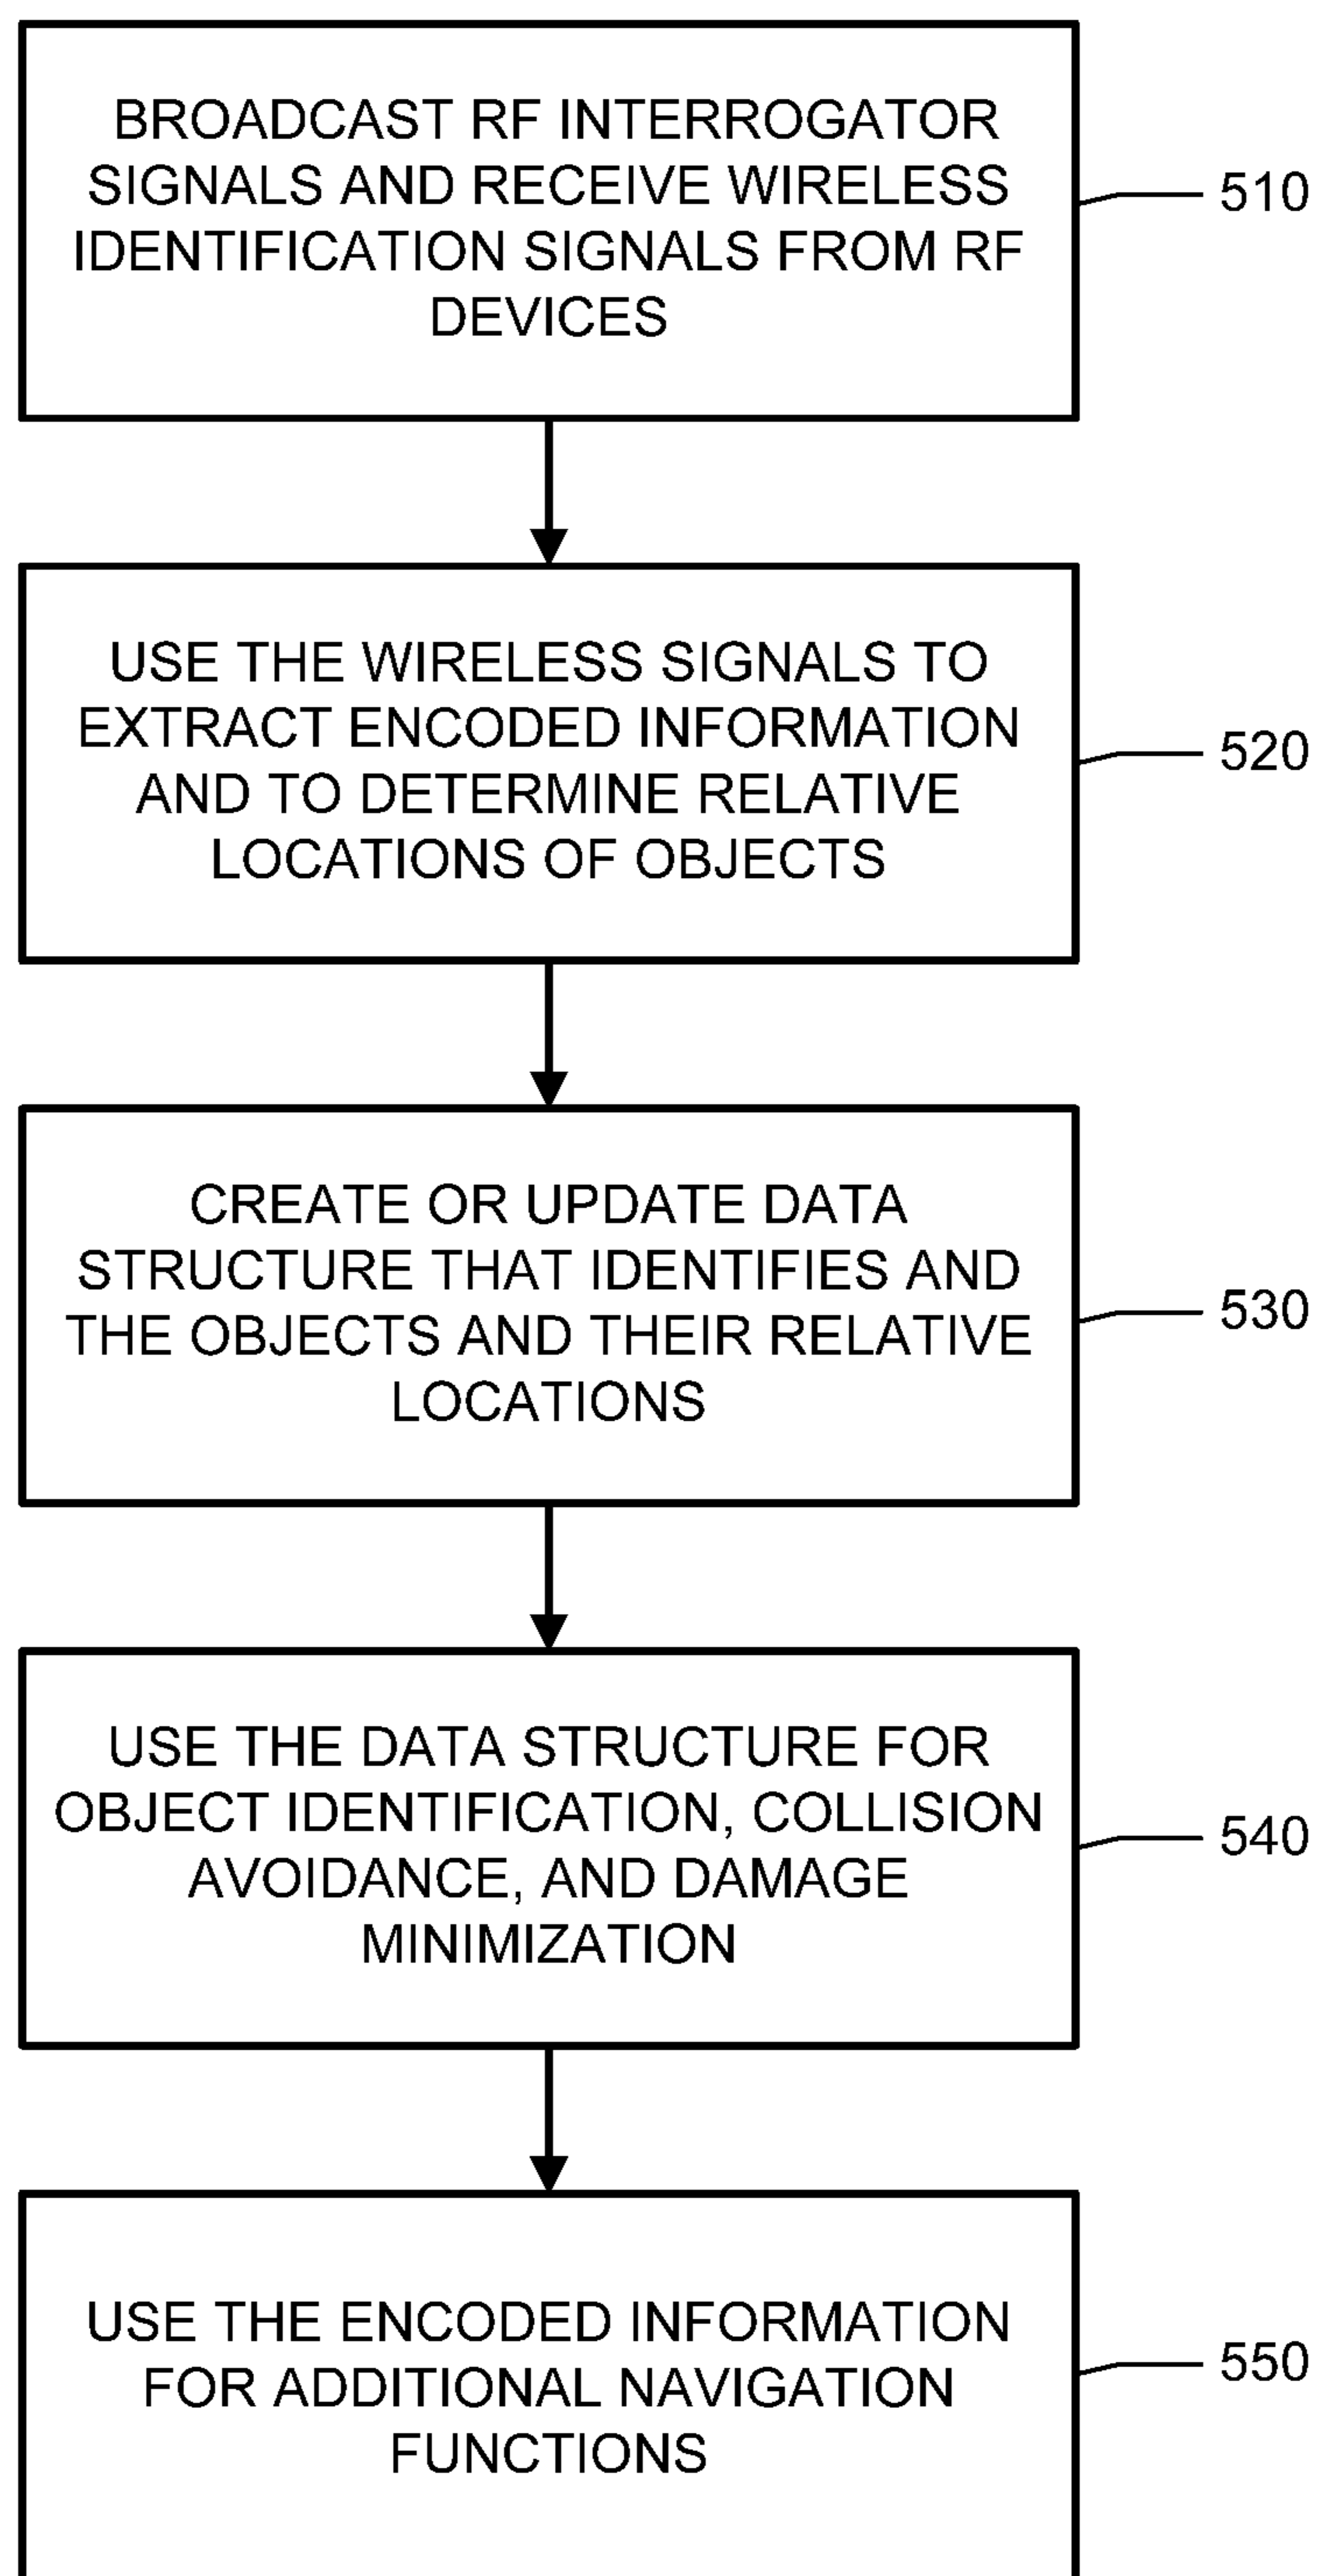 BROADCAST RF INTERROGATOR
SIGNALS AND RECEIVE WIRELESS
IDENTIFICATION SIGNALS FROM RF
DEVICES
510
USE THE WIRELESS SIGNALS TO
EXTRACT ENCODED INFORMATION
AND TO DETERMINE RELATIVE
LOCATIONS OF OBJECTS
520
CREATE OR UPDATE DATA
STRUCTURE THAT IDENTIFIES AND
THE OBJECTS AND THEIR RELATIVE
LOCATIONS
530
USE THE DATA STRUCTURE FOR
OBJECT IDENTIFICATION, COLLISION
AVOIDANCE, AND DAMAGE
MINIMIZATION
540
USE THE ENCODED INFORMATION
FOR ADDITIONAL NAVIGATION
FUNCTIONS
550